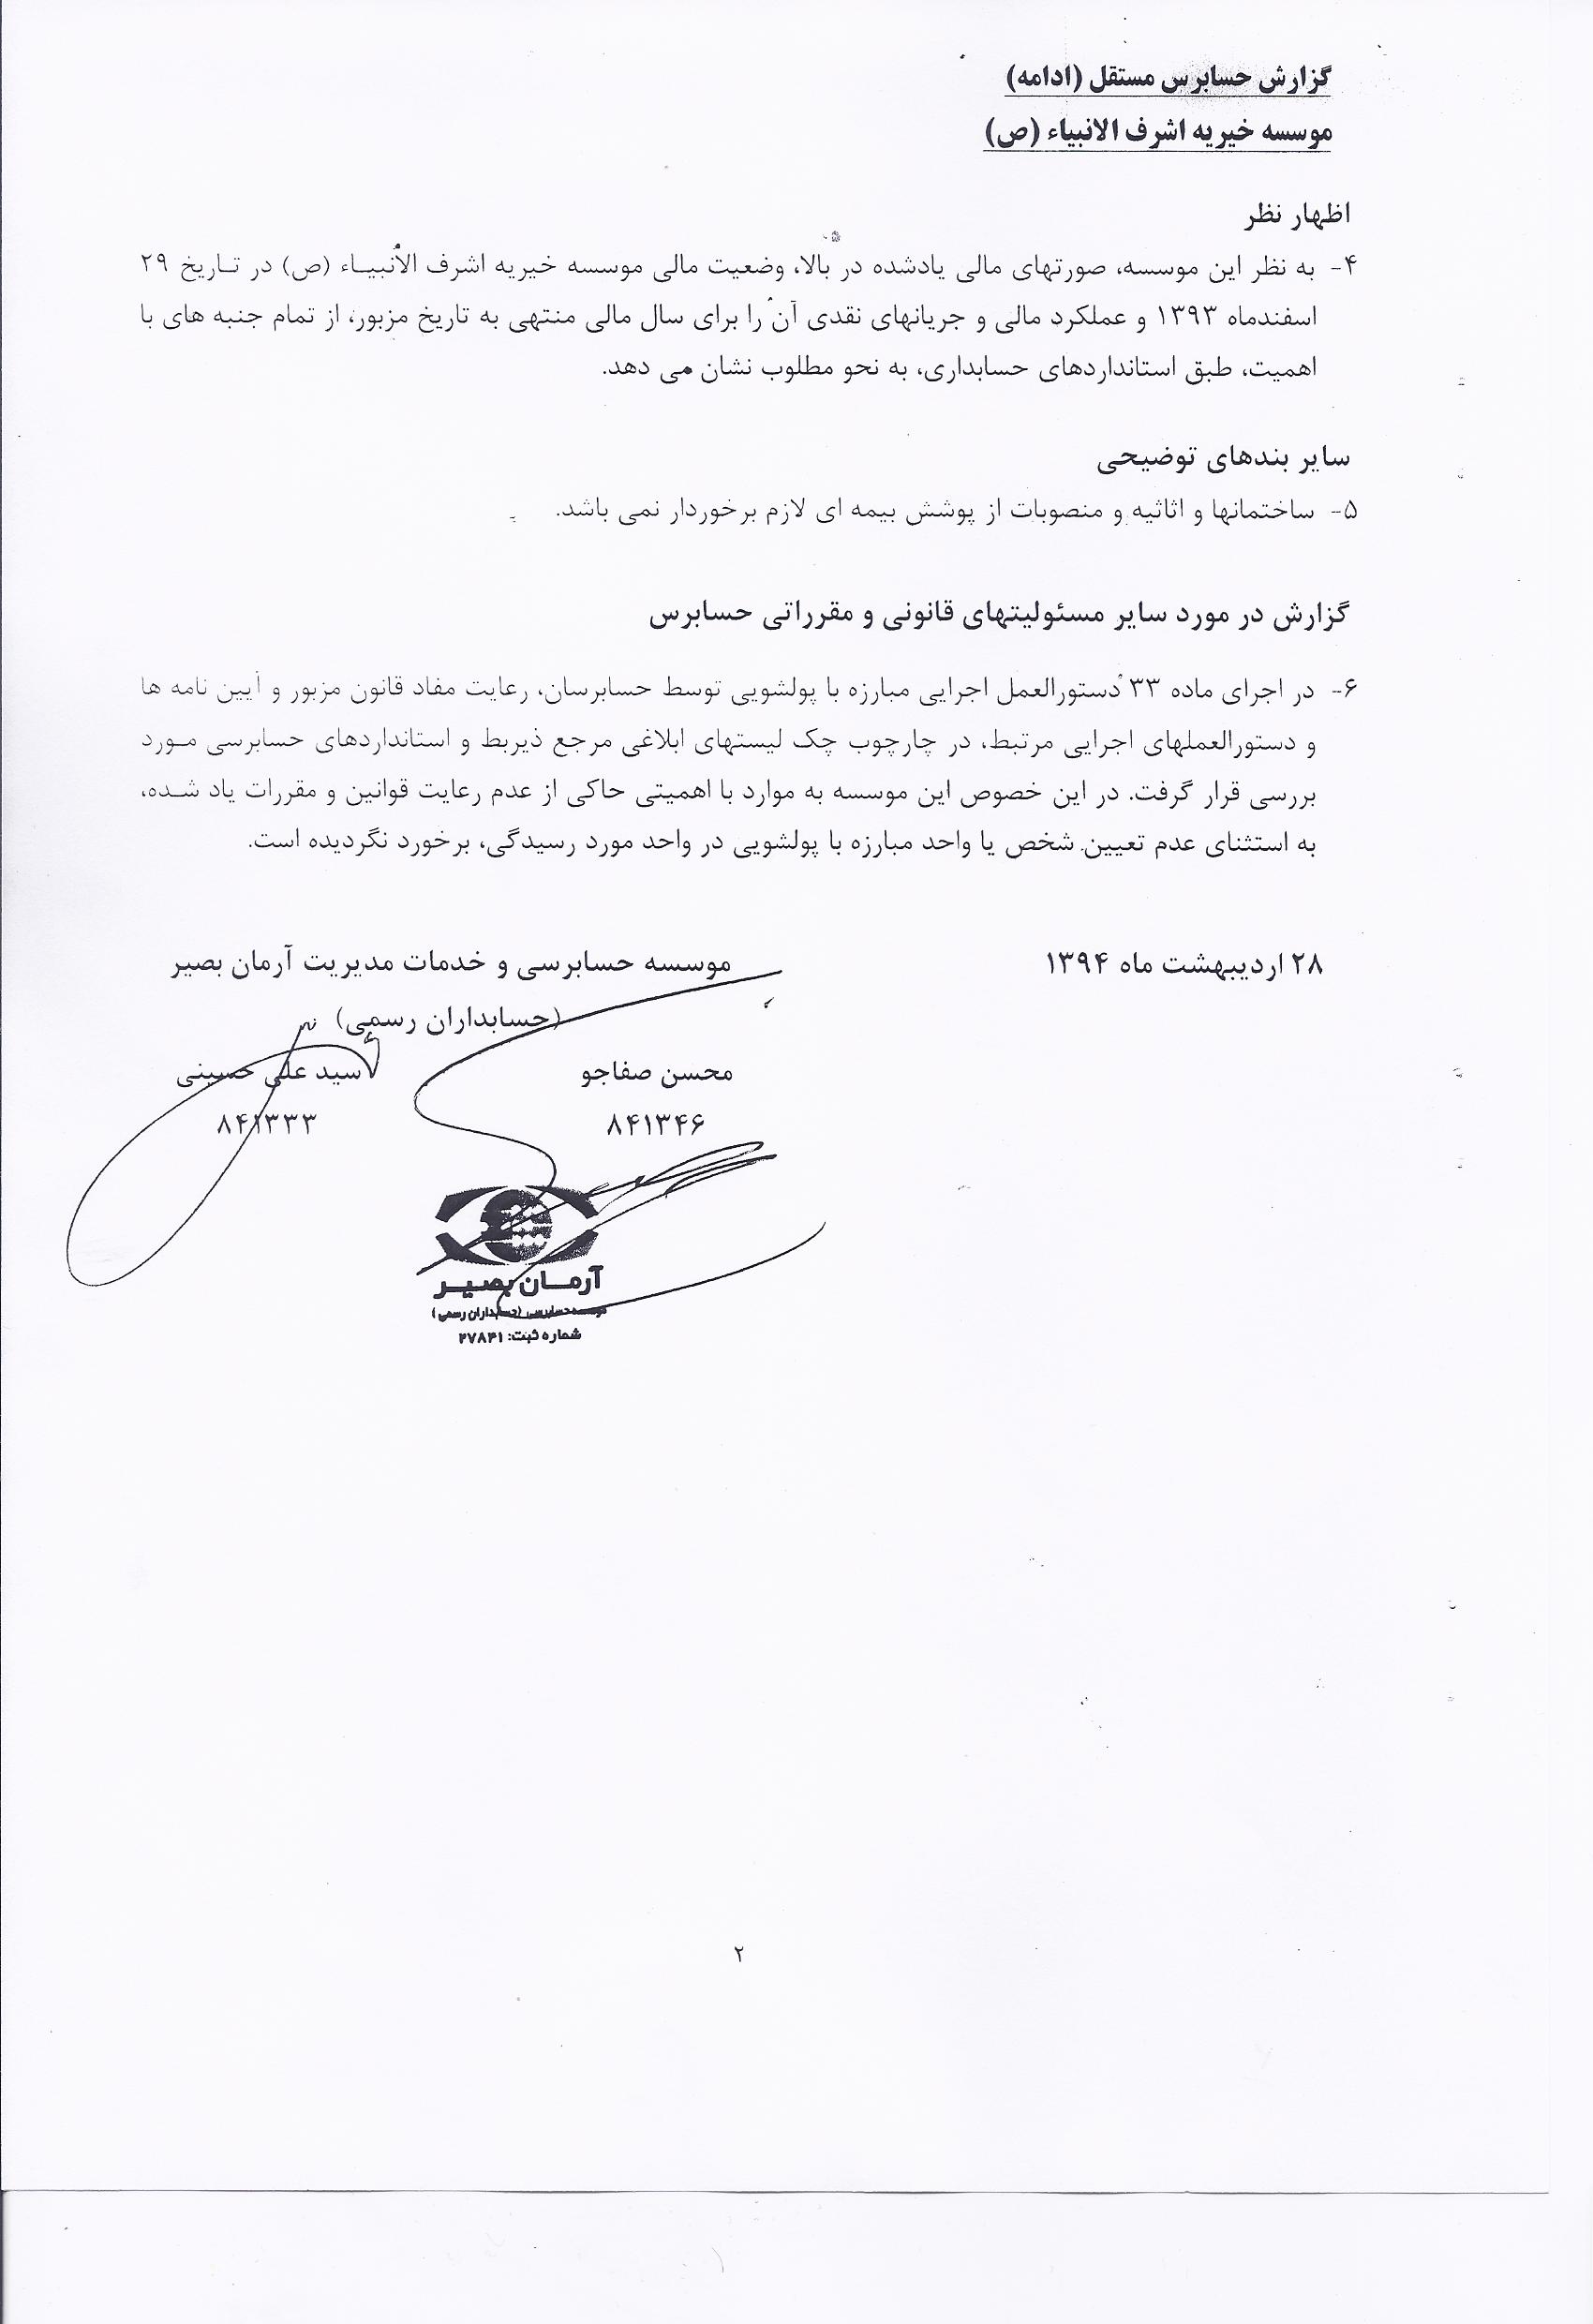 گزارش حسابرس مستقل (ادامه)
موسسه خیریه اشرف الانبیاء (ص)
اظهار نظر
۴- به نظر این موسسه، صورتهای مالی یادشده در بالا، وضعیت مالی موسسه خیریه اشرف الانبیاء (ص) در تاریخ ۲۹
اسفندماه ۱۳۹۳ و عملکرد مالی و جریانهای نقدی آن را برای سال مالی منتهی به تاریخ مزبور، از تمام جنبه های با
اهمیت، طبق استانداردهای حسابداری، به نحو مطلوب نشان می دهد.
سایر بندهای توضیحی
۵- ساختمانها و اثاثیه و منصوبات از پوشش بیمه ای لازم برخوردار نمی باشد.
گزارش در مورد سایر مسئولیتهای قانونی و مقرراتی حسابرس
۶- در اجرای ماده ۳۳ دستورالعمل اجرایی مبارزه با پولشویی توسط حسابرسان، رعایت مفاد قانون مزبور و آیین نامه ها
و دستورالعملهای اجرایی مرتبط، در چارچوب چک لیستهای ابلاغی مرجع ذیربط و استانداردهای حسابرسی مورد
بررسی قرار گرفت. در این خصوص این موسسه به موارد با اهمیتی حاکی از عدم رعایت قوانین و مقررات یاد شده،
به استثنای عدم تعیین شخص یا واحد مبارزه با پولشویی در واحد مورد رسیدگی، برخورد نگردیده است.
۲۸ اردیبهشت ماه ۱۳۹۴
موسسه حسابرسی و خدمات مدیریت آرمان بصیر
(حسابداران رسمی)
محسن صفاجو سید علی حسینی
۸۴۱۳۴۶ ۸۴۱۳۳۳
آرمان بصیر
موسسه حسابرسی (حسابداران رسمی)
شماره ثبت: ۲۷۸۴۱
۲